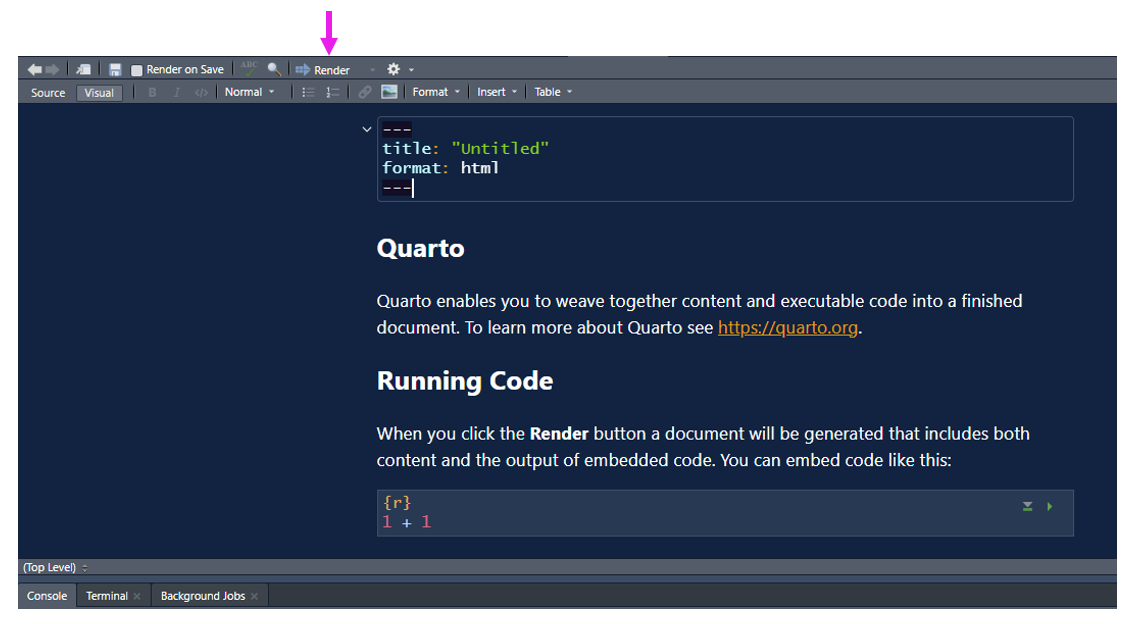 Render on Save ABC Render
Source Visual B I </> Normal Format Insert Table
---
title: "Untitled"
format: html
---
Quarto
Quarto enables you to weave together content and executable code into a finished
document. To learn more about Quarto see https://quarto.org.
Running Code
When you click the Render button a document will be generated that includes both
content and the output of embedded code. You can embed code like this:
{r}
1 + 1
(Top Level)
Console Terminal Background Jobs